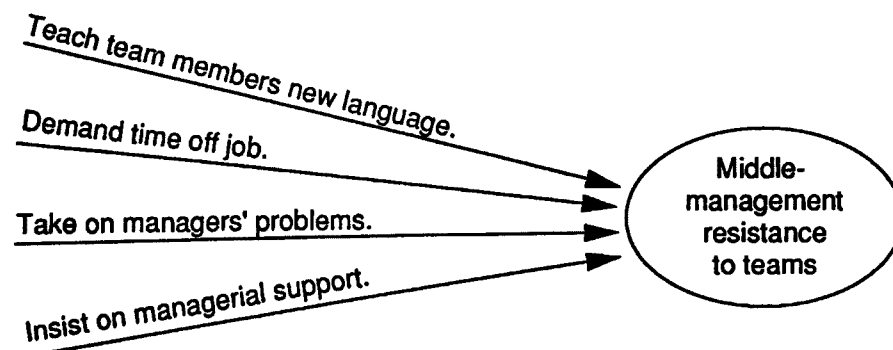 Teach team members new language.
Demand time off job.
Take on managers' problems.
Insist on managerial support.
Middle-
management
resistance
to teams